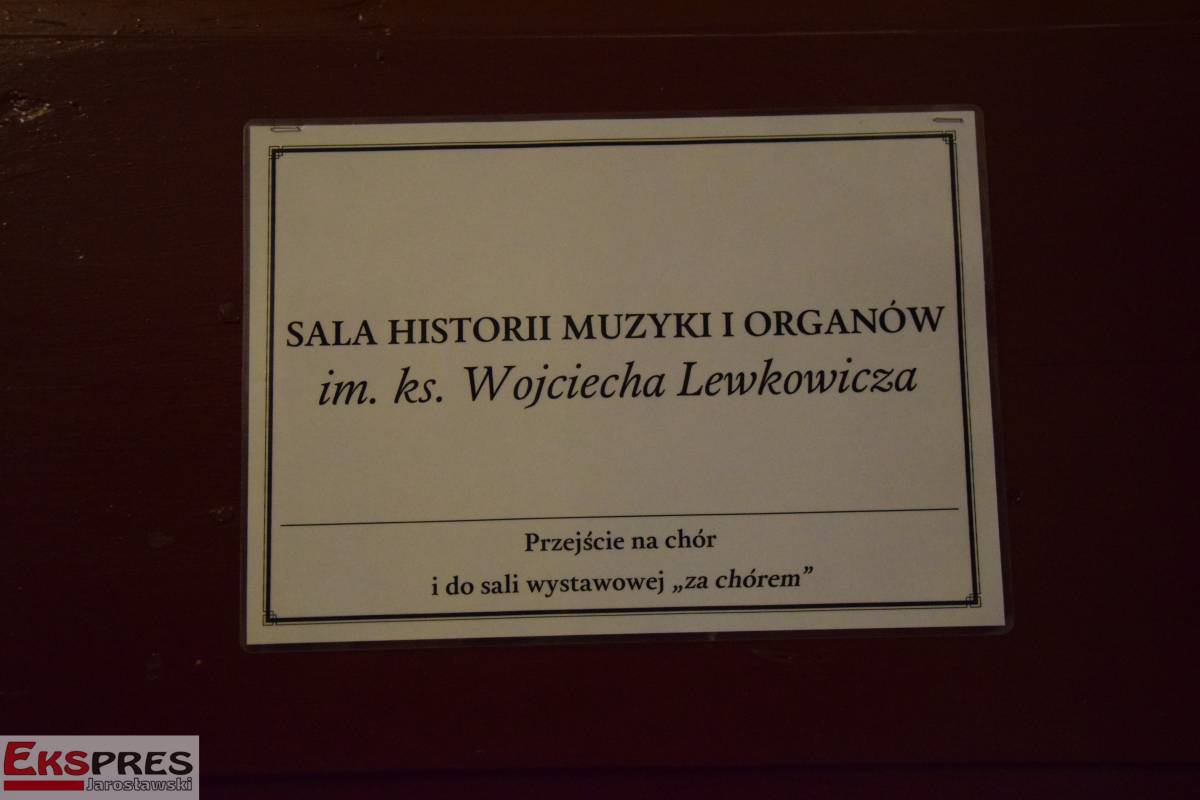 SALA HISTORII MUZYKI I ORGANÓW
im. ks. Wojciecha Lewkowicza
Przejście na chór
i do sali wystawowej „za chórem”
EKSPRES
Jarosławski